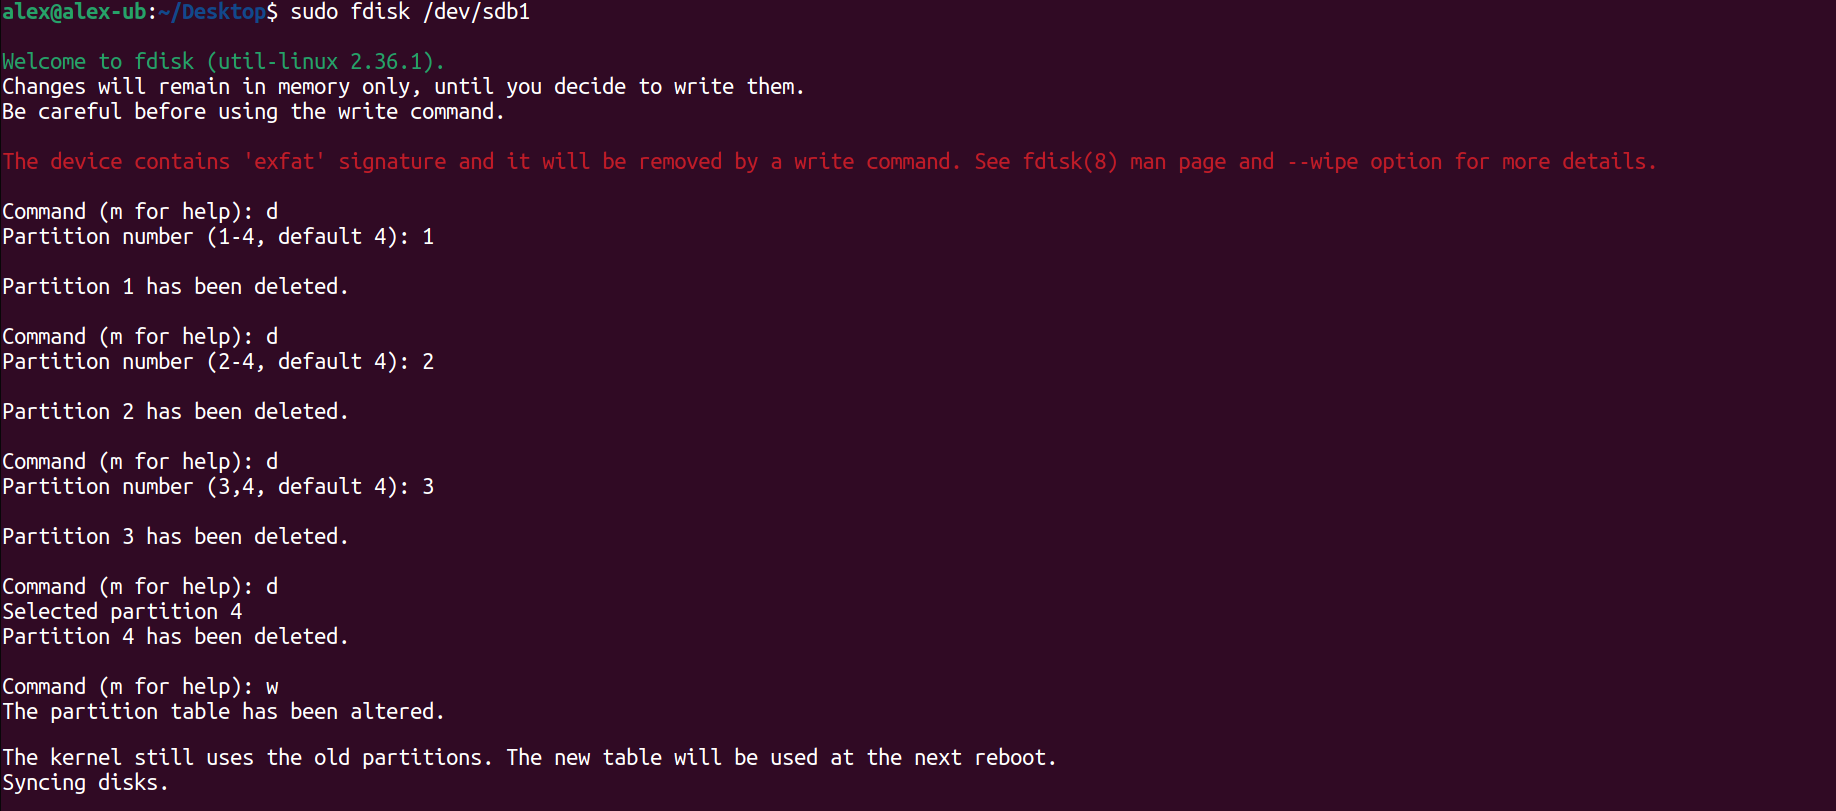 alex@alex-ub:~/Desktop$ sudo fdisk /dev/sdb1
Welcome to fdisk (util-linux 2.36.1).
Changes will remain in memory only, until you decide to write them.
Be careful before using the write command.
The device contains 'exfat' signature and it will be removed by a write command. See fdisk(8) man page and --wipe option for more details.
Command (m for help): d
Partition number (1-4, default 4): 1
Partition 1 has been deleted.
Command (m for help): d
Partition number (2-4, default 4): 2
Partition 2 has been deleted.
Command (m for help): d
Partition number (3,4, default 4): 3
Partition 3 has been deleted.
Command (m for help): d
Selected partition 4
Partition 4 has been deleted.
Command (m for help): w
The partition table has been altered.
The kernel still uses the old partitions. The new table will be used at the next reboot.
Syncing disks.